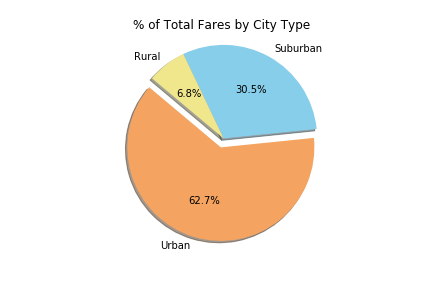 % of Total Fares by City Type
Rural
Suburban
6.8%
30.5%
62.7%
Urban